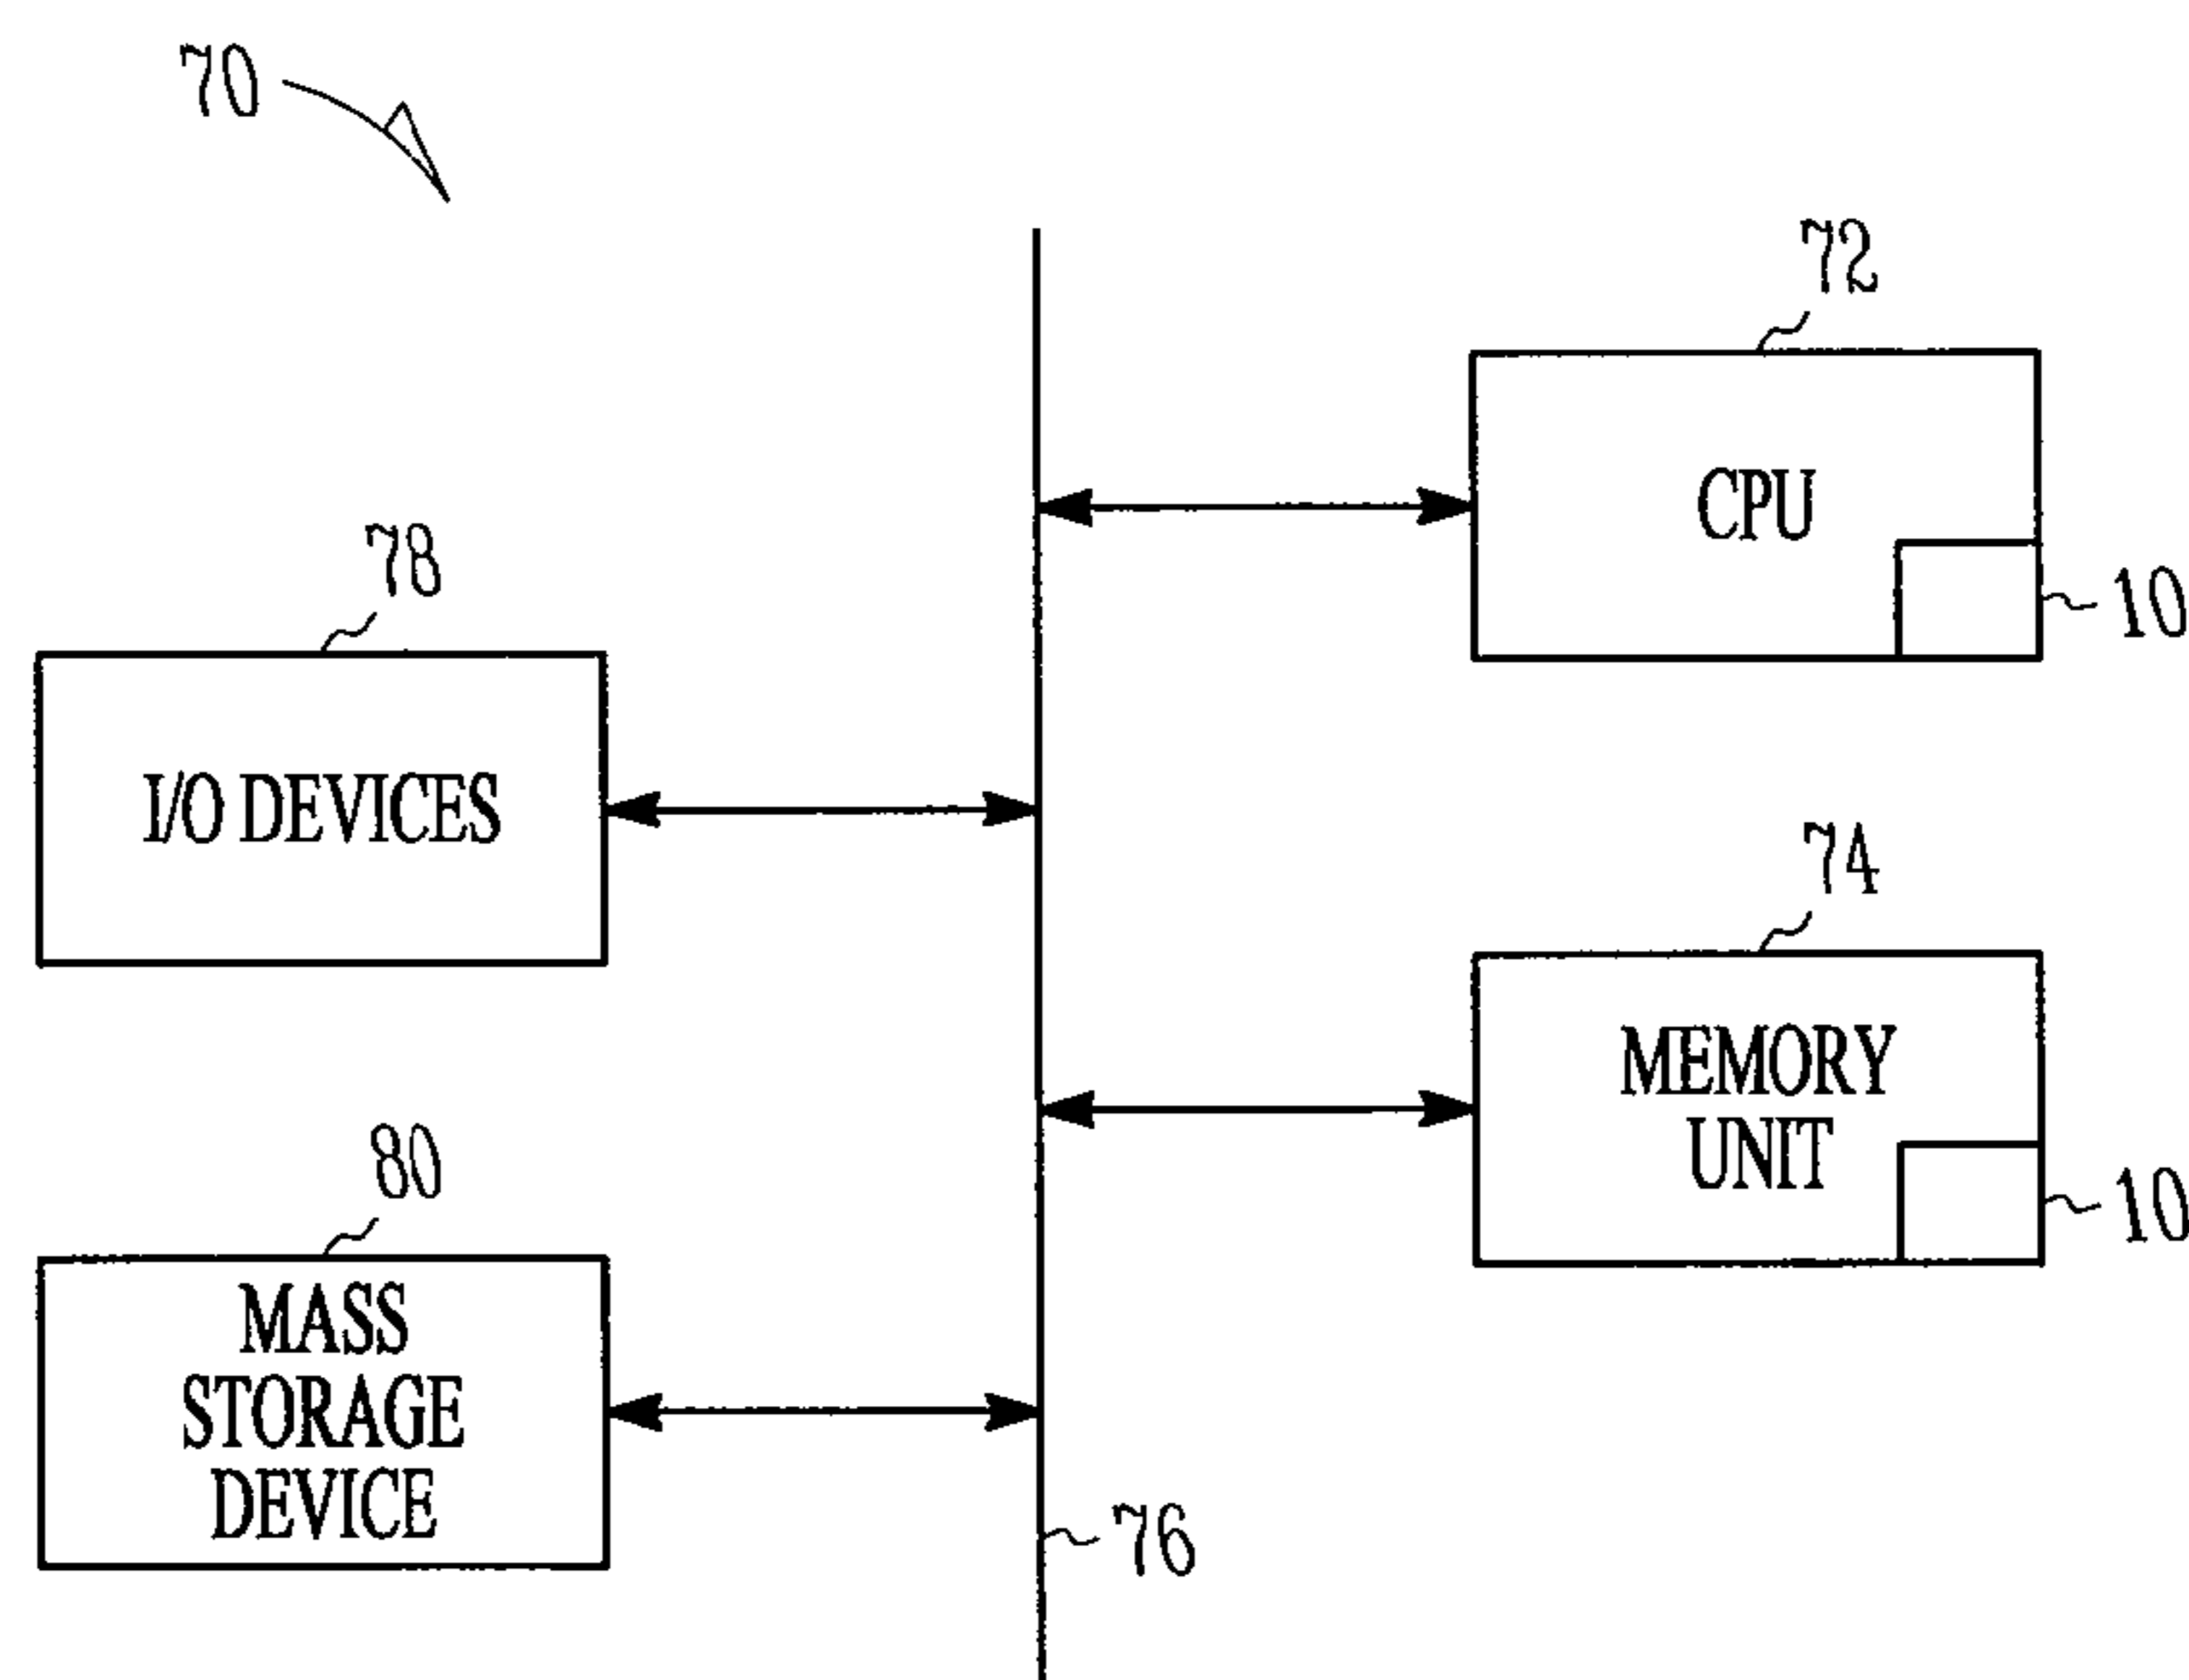 70
72
CPU
10
78
I/O DEVICES
74
MEMORY
UNIT
10
80
MASS
STORAGE
DEVICE
76